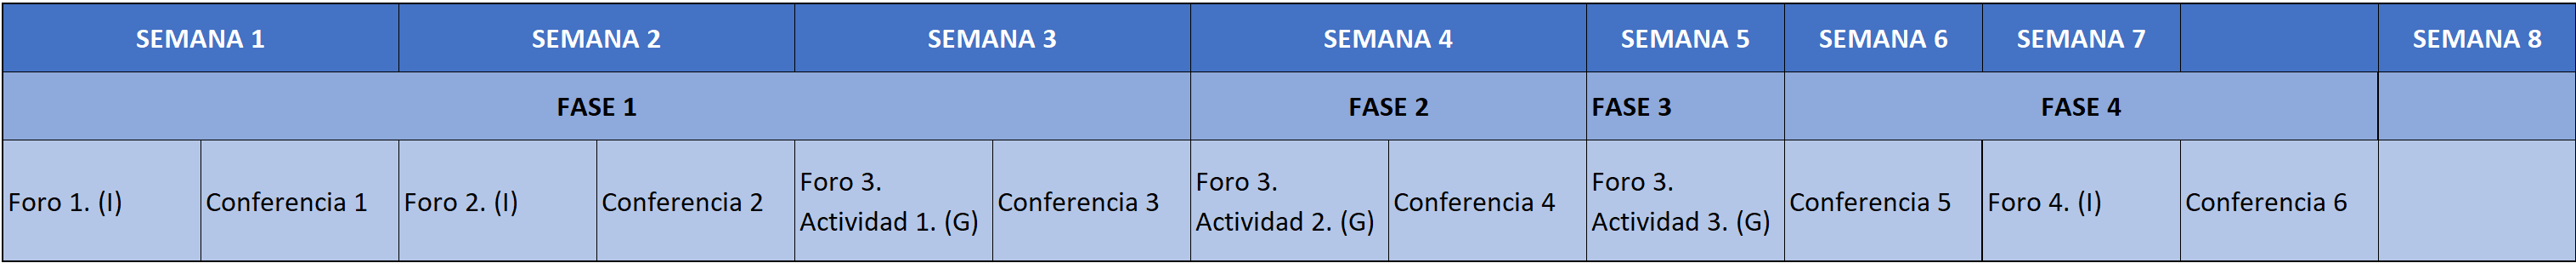 SEMANA 1 SEMANA 2 SEMANA 3 SEMANA 4 SEMANA 5 SEMANA 6 SEMANA 7 SEMANA 8
FASE 1 FASE 2 FASE 3 FASE 4
Foro 1. (I)
Conferencia 1
Foro 2. (I)
Conferencia 2
Foro 3.
Actividad 1. (G)
Conferencia 3
Foro 3.
Actividad 2. (G)
Conferencia 4
Foro 3.
Actividad 3. (G)
Conferencia 5
Foro 4. (I)
Conferencia 6